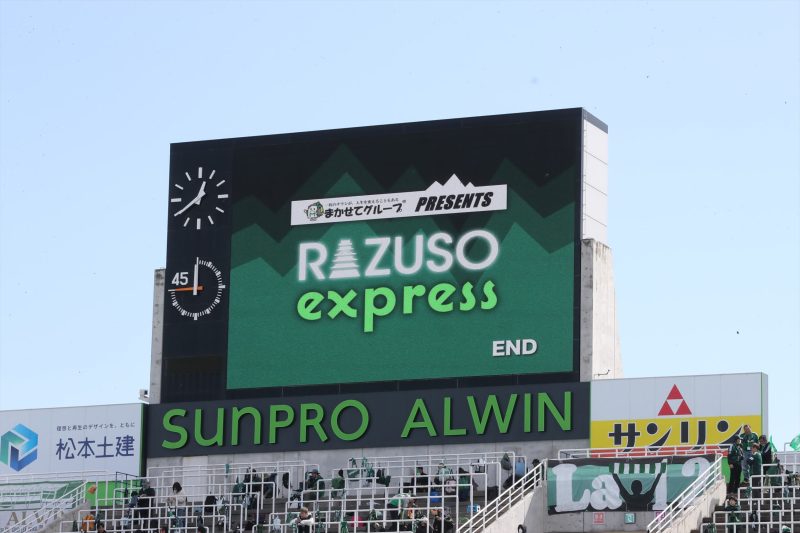 まかせてグループ PRESENTS
RAZUSO
express
END
45
SUNPRO ALWIN
松本土建
サンリン